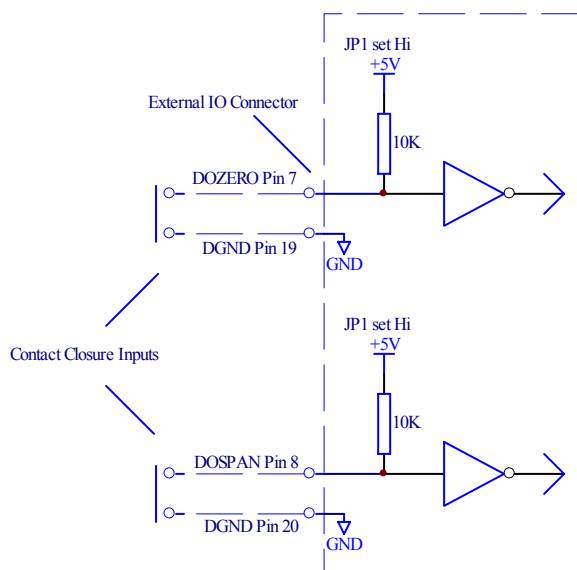 JP1 set Hi
+5V
External IO Connector
10K
DOZERO Pin 7
DGND Pin 19
GND
JP1 set Hi
+5V
Contact Closure Inputs
10K
DOSPAN Pin 8
DGND Pin 20
GND